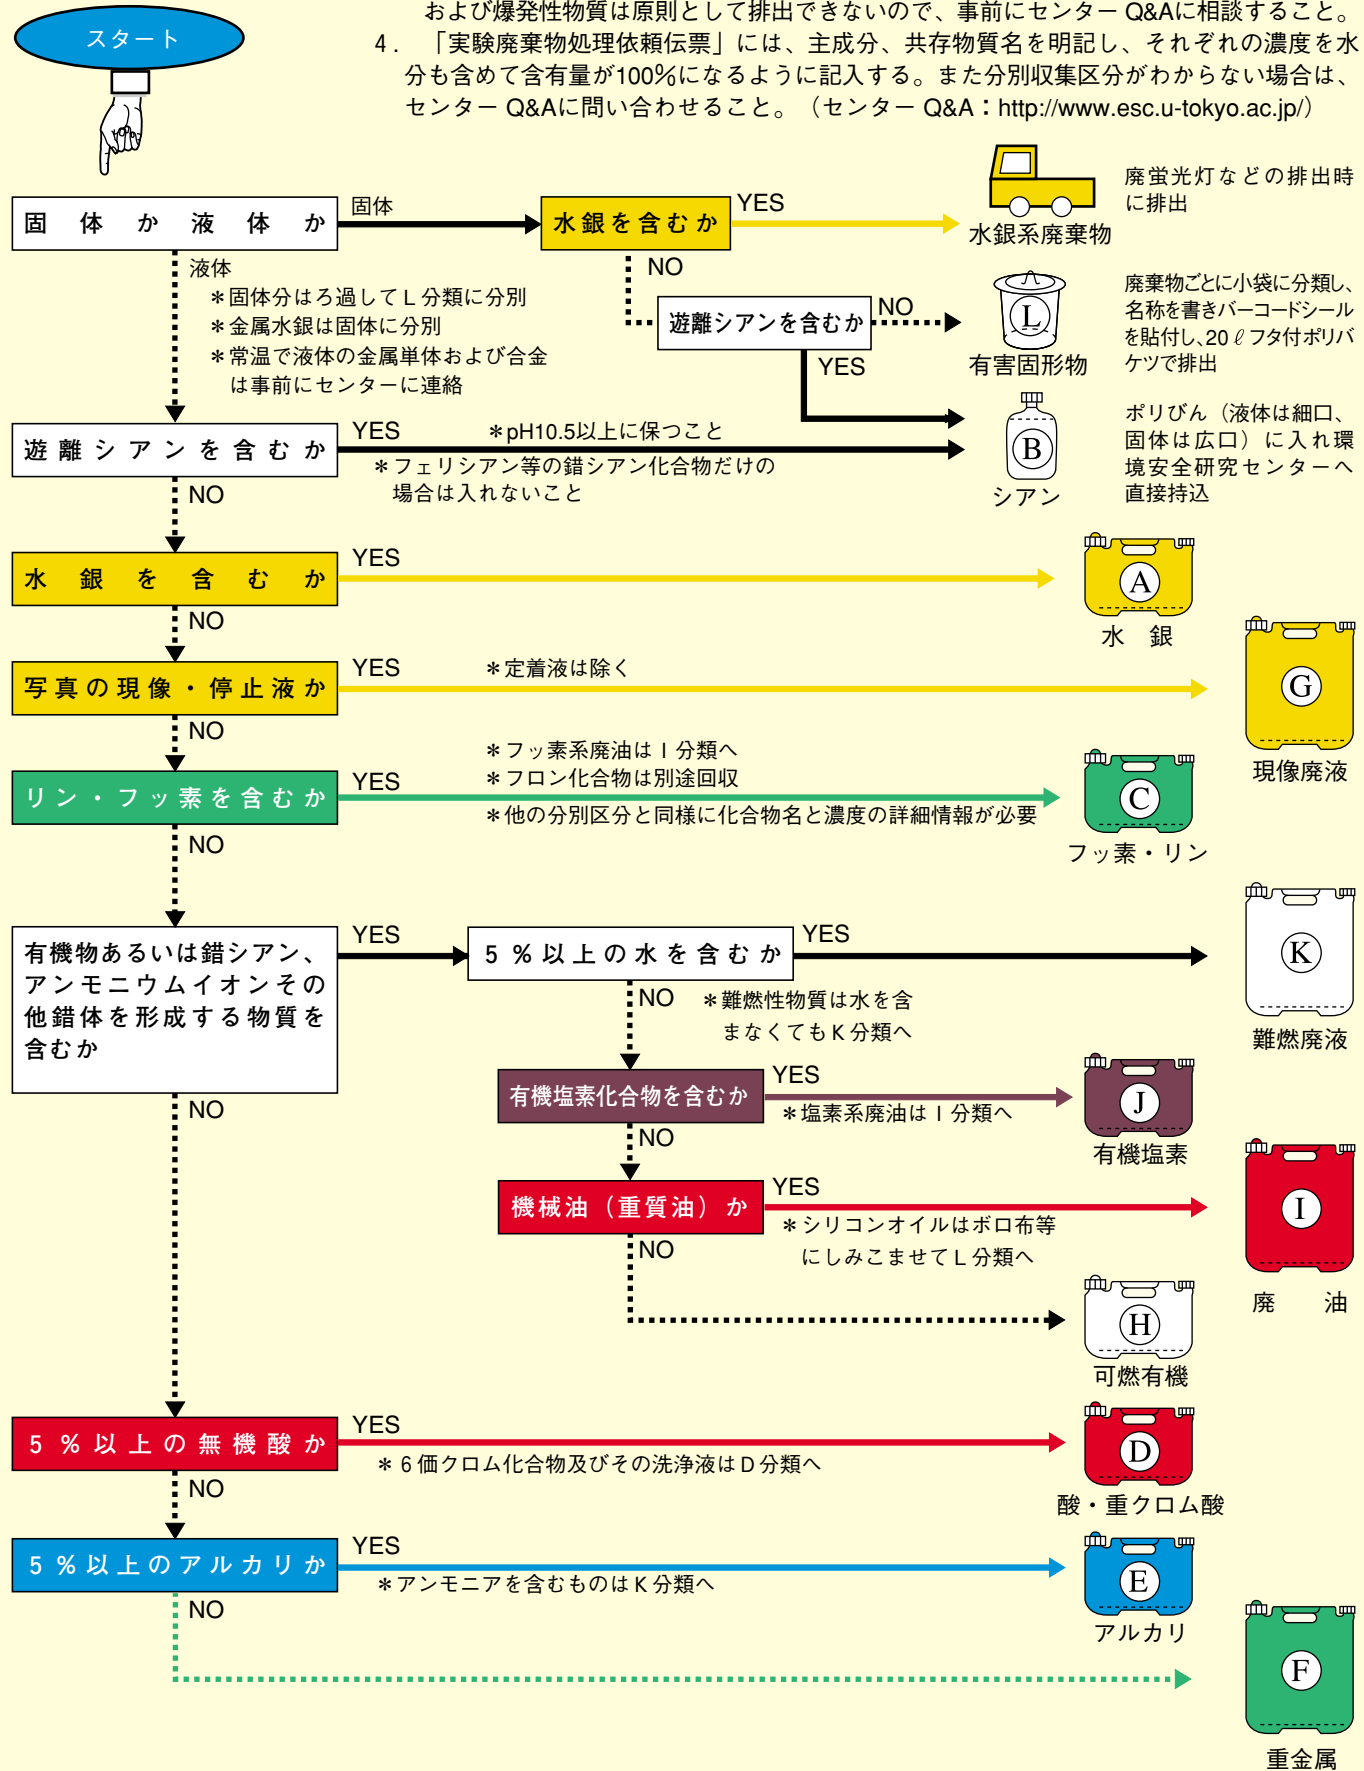 スタート
および爆発性物質は原則として排出できないので、事前にセンター Q&Aに相談すること。
4. 「実験廃棄物処理依頼伝票」には、主成分、共存物質名を明記し、それぞれの濃度を水
分も含めて含有量が100%になるように記入する。また分別収集区分がわからない場合は、
センター Q&Aに問い合わせること。（センター Q&A：http://www.esc.u-tokyo.ac.jp/）
固体か液体か
固体
水銀を含むか
YES
水銀系廃棄物
廃蛍光灯などの排出時
に排出
NO
液体
＊固体分はろ過してL分類に分別
＊金属水銀は固体に分別
＊常温で液体の金属単体および合金
は事前にセンターに連絡
遊離シアンを含むか
NO
L
有害固形物
廃棄物ごとに小袋に分類し、
名称を書きバーコードシール
を貼付し、20ℓフタ付ポリバ
ケツで排出
YES
遊離シアンを含むか
YES
＊pH10.5以上に保つこと
＊フェリシアン等の錯シアン化合物だけの
場合は入れないこと
B
シアン
ポリびん（液体は細口、
固体は広口）に入れ環
境安全研究センターへ
直接持込
NO
水銀を含むか
YES
A
水銀
NO
写真の現像・停止液か
YES
＊定着液は除く
G
現像廃液
NO
リン・フッ素を含むか
YES
＊フッ素系廃油はI分類へ
＊フロン化合物は別途回収
＊他の分別区分と同様に化合物名と濃度の詳細情報が必要
C
フッ素・リン
NO
有機物あるいは錯シアン、
アンモニウムイオンその
他錯体を形成する物質を
含むか
YES
5%以上の水を含むか
YES
K
難燃廃液
NO
＊難燃性物質は水を含
まなくてもK分類へ
有機塩素化合物を含むか
YES
＊塩素系廃油はI分類へ
J
有機塩素
NO
NO
機械油（重質油）か
YES
＊シリコンオイルはボロ布等
にしみこませてL分類へ
I
廃油
NO
H
可燃有機
5%以上の無機酸か
YES
＊6価クロム化合物及びその洗浄液はD分類へ
D
酸・重クロム酸
NO
5%以上のアルカリか
YES
＊アンモニアを含むものはK分類へ
E
アルカリ
NO
F
重金属